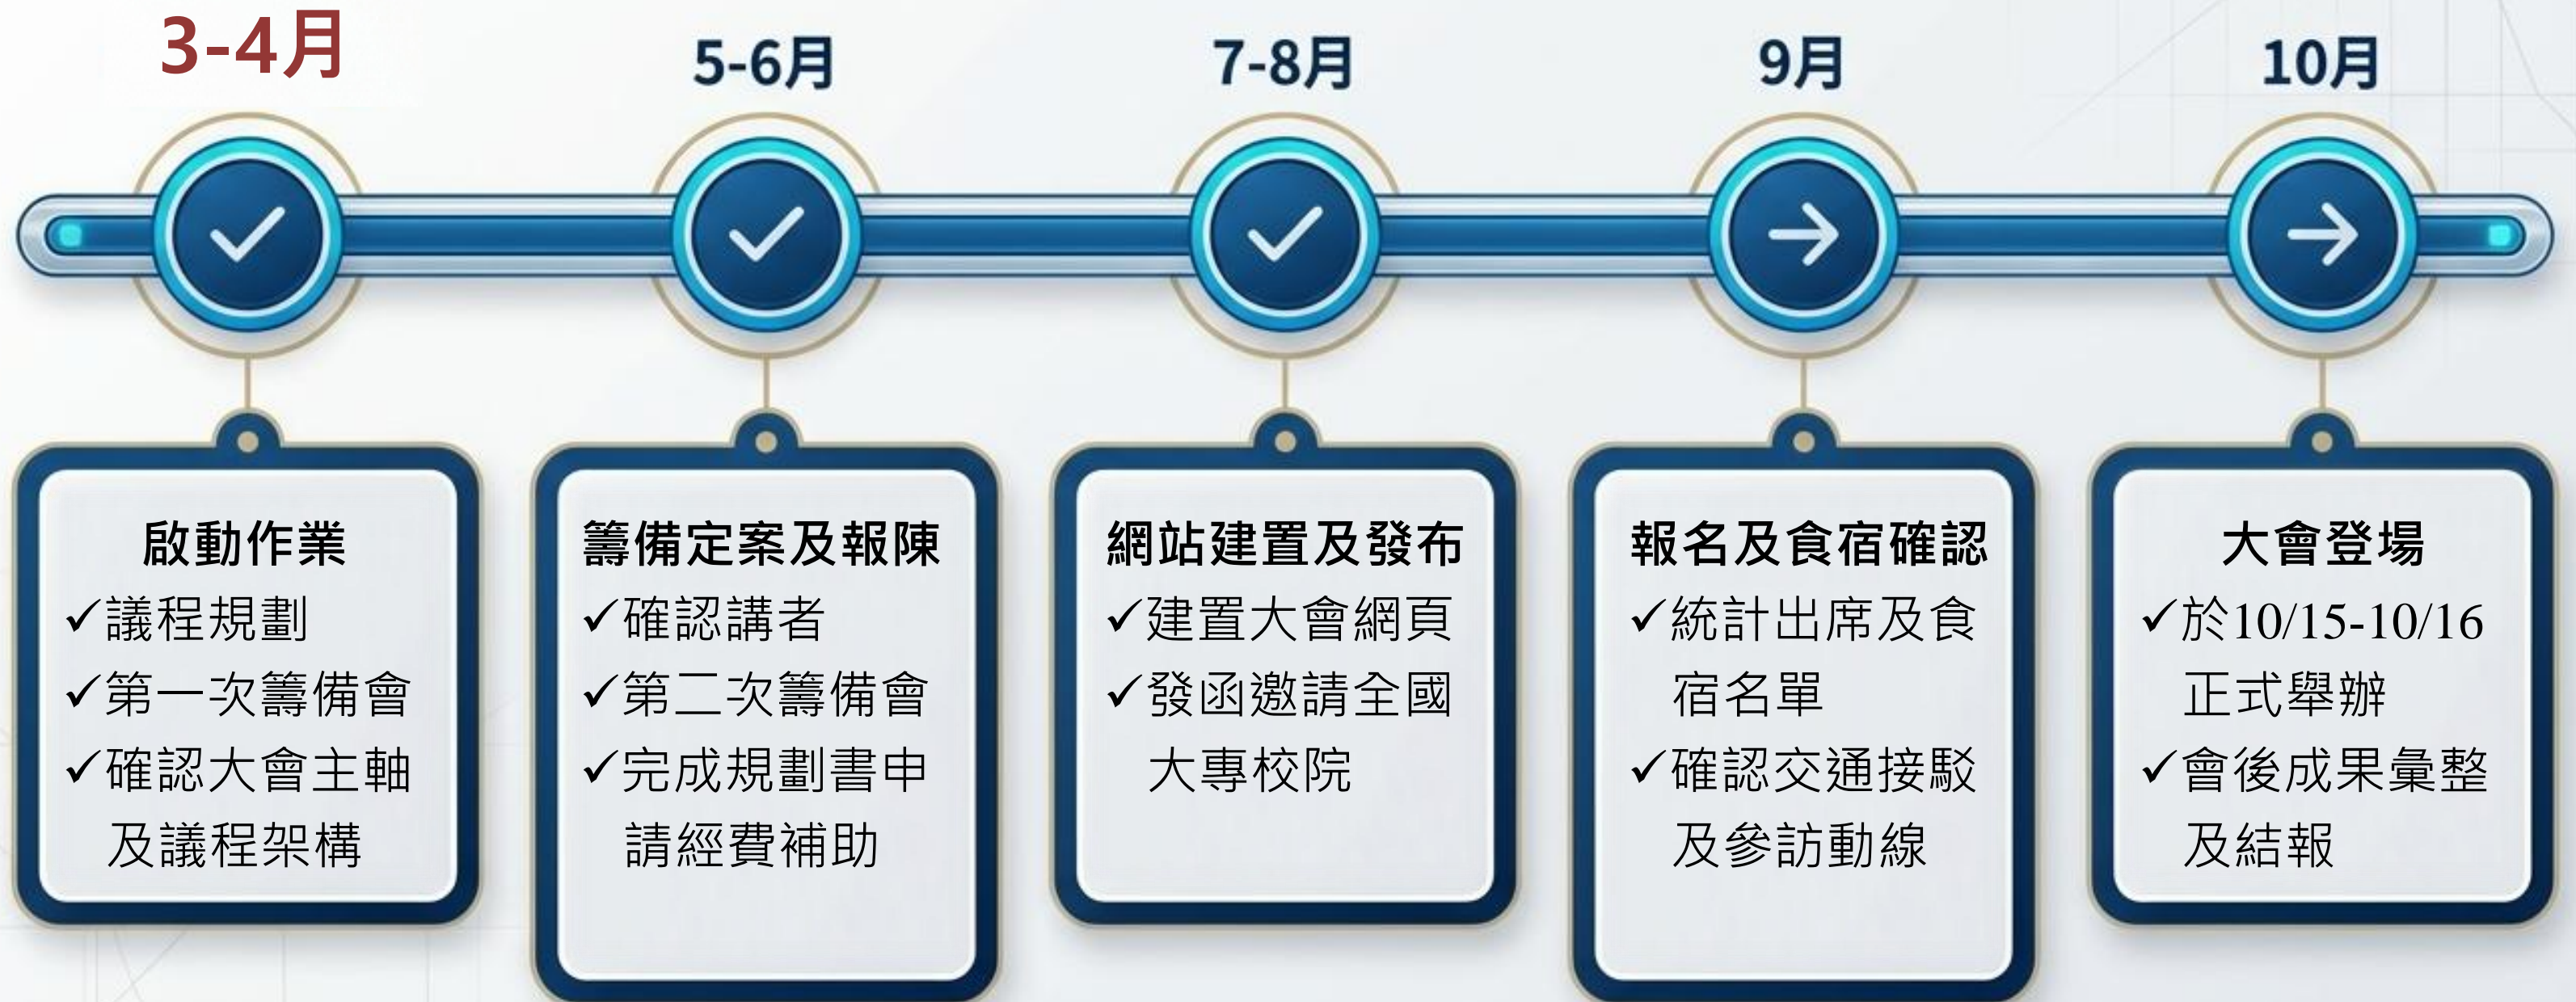 3-4月
5-6月
7-8月
9月
10月
啟動作業
✓議程規劃
✓第一次籌備會
✓確認大會主軸
及議程架構
籌備定案及報陳
✓確認講者
✓第二次籌備會
✓完成規劃書申
請經費補助
網站建置及發布
✓建置大會網頁
✓發函邀請全國
大專校院
報名及食宿確認
✓統計出席及食
宿名單
✓確認交通接駁
及參訪動線
大會登場
✓於10/15-10/16
正式舉辦
✓會後成果彙整
及結報